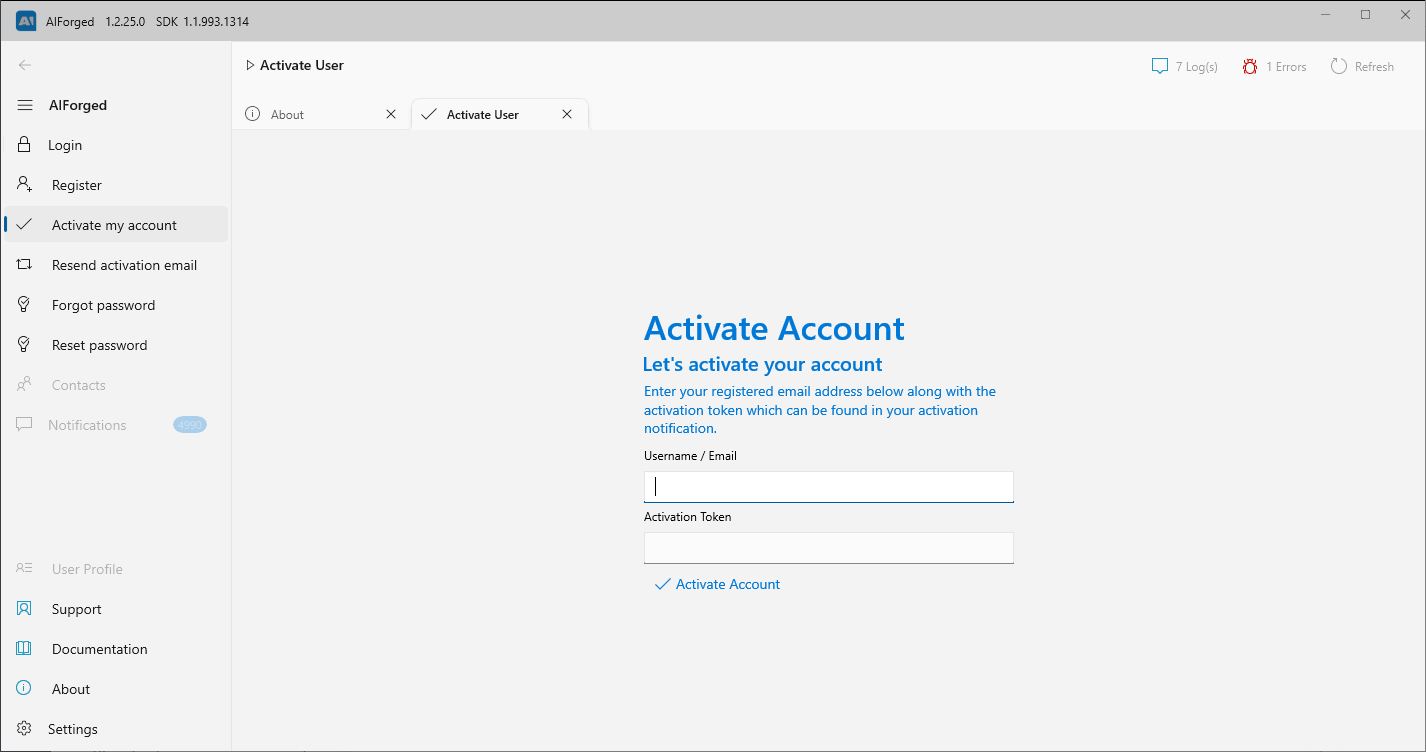 AI AIForged 1.2.25.0 SDK 1.1.993.1314
Activate User
7 Log(s)
1 Errors
Refresh
About
Activate User
AIForged
Login
Register
Activate my account
Resend activation email
Forgot password
Reset password
Contacts
Notifications 4990
User Profile
Support
Documentation
About
Settings
Activate Account
Let's activate your account
Enter your registered email address below along with the
activation token which can be found in your activation
notification.
Username / Email
Activation Token
Activate Account